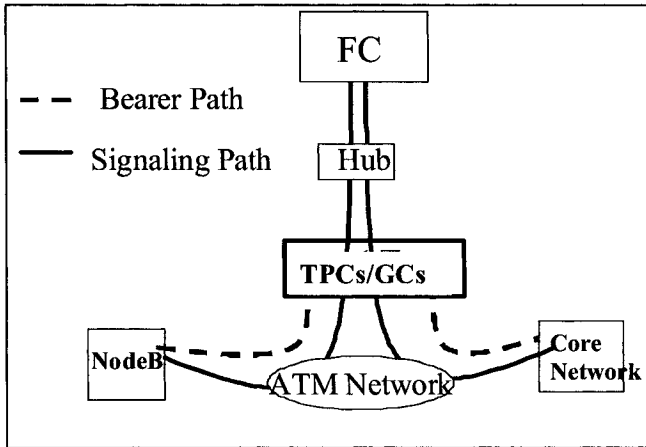 FC
Bearer Path
Signaling Path
Hub
TPCs/GCs
NodeB
ATM Network
Core
Network